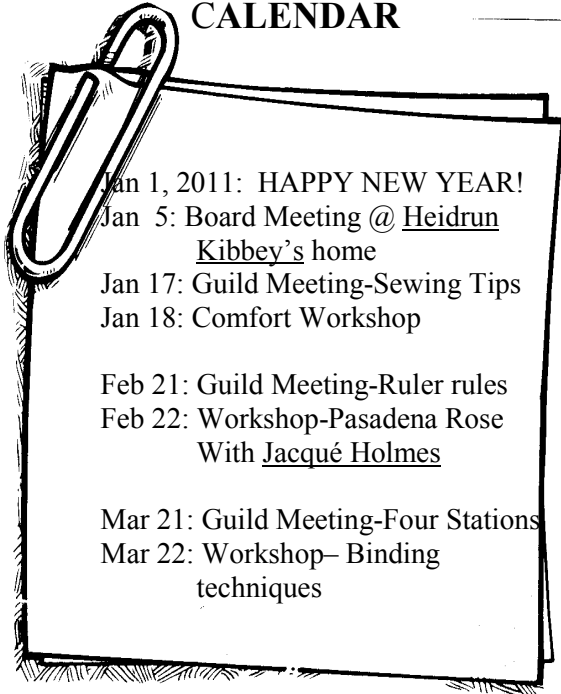 CALENDAR
Jan 1, 2011: HAPPY NEW YEAR!
Jan 5: Board Meeting @ Heidrun
Kibbey's home
Jan 17: Guild Meeting-Sewing Tips
Jan 18: Comfort Workshop
Feb 21: Guild Meeting-Ruler rules
Feb 22: Workshop-Pasadena Rose
With Jacqué Holmes
Mar 21: Guild Meeting-Four Stations
Mar 22: Workshop– Binding
techniques